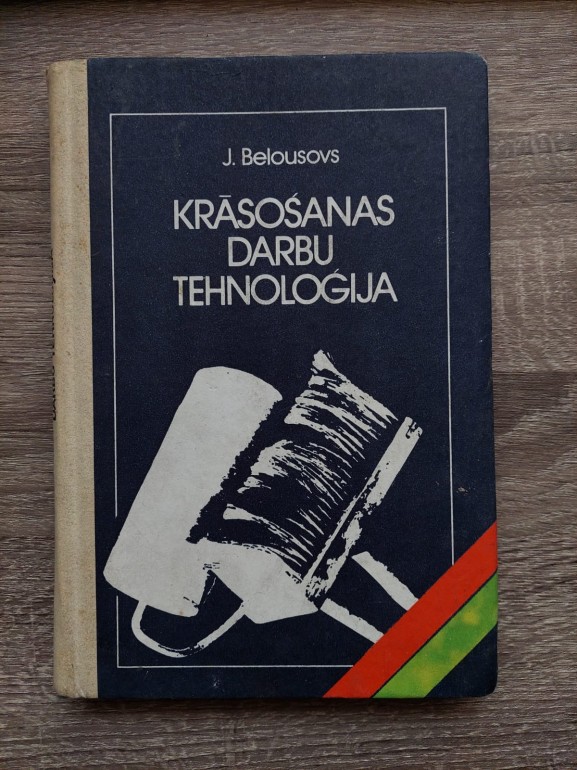 J. Belousovs
KRĀSOŠANAS
DARBU
TEHNOLOĢIJA